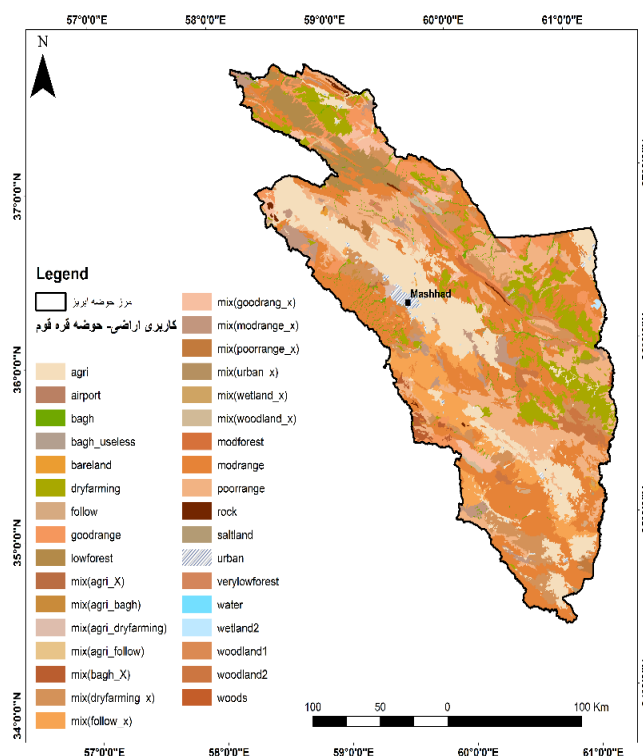 57°0'0"E 58°0'0"E 59°0'0"E 60°0'0"E 61°0'0"E
N
37°0'0"N
36°0'0"N
35°0'0"N
34°0'0"N
Mashhad
Legend
مرز حوضه آبریز
کاربری اراضی- حوضه قره قوم
agri
airport
bagh
bagh_useless
bareland
dryfarming
follow
goodrange
lowforest
mix(agri_X)
mix(agri_bagh)
mix(agri_dryfarming)
mix(agri_follow)
mix(bagh_X)
mix(dryfarming_x)
mix(follow_x)
mix(goodrang_x)
mix(modrange_x)
mix(poorrange_x)
mix(urban_x)
mix(wetland_x)
mix(woodland_x)
modforest
modrange
poorrange
rock
saltland
urban
verylowforest
water
wetland2
woodland1
woodland2
woods
100 50 0 100 Km
57°0'0"E 58°0'0"E 59°0'0"E 60°0'0"E 61°0'0"E